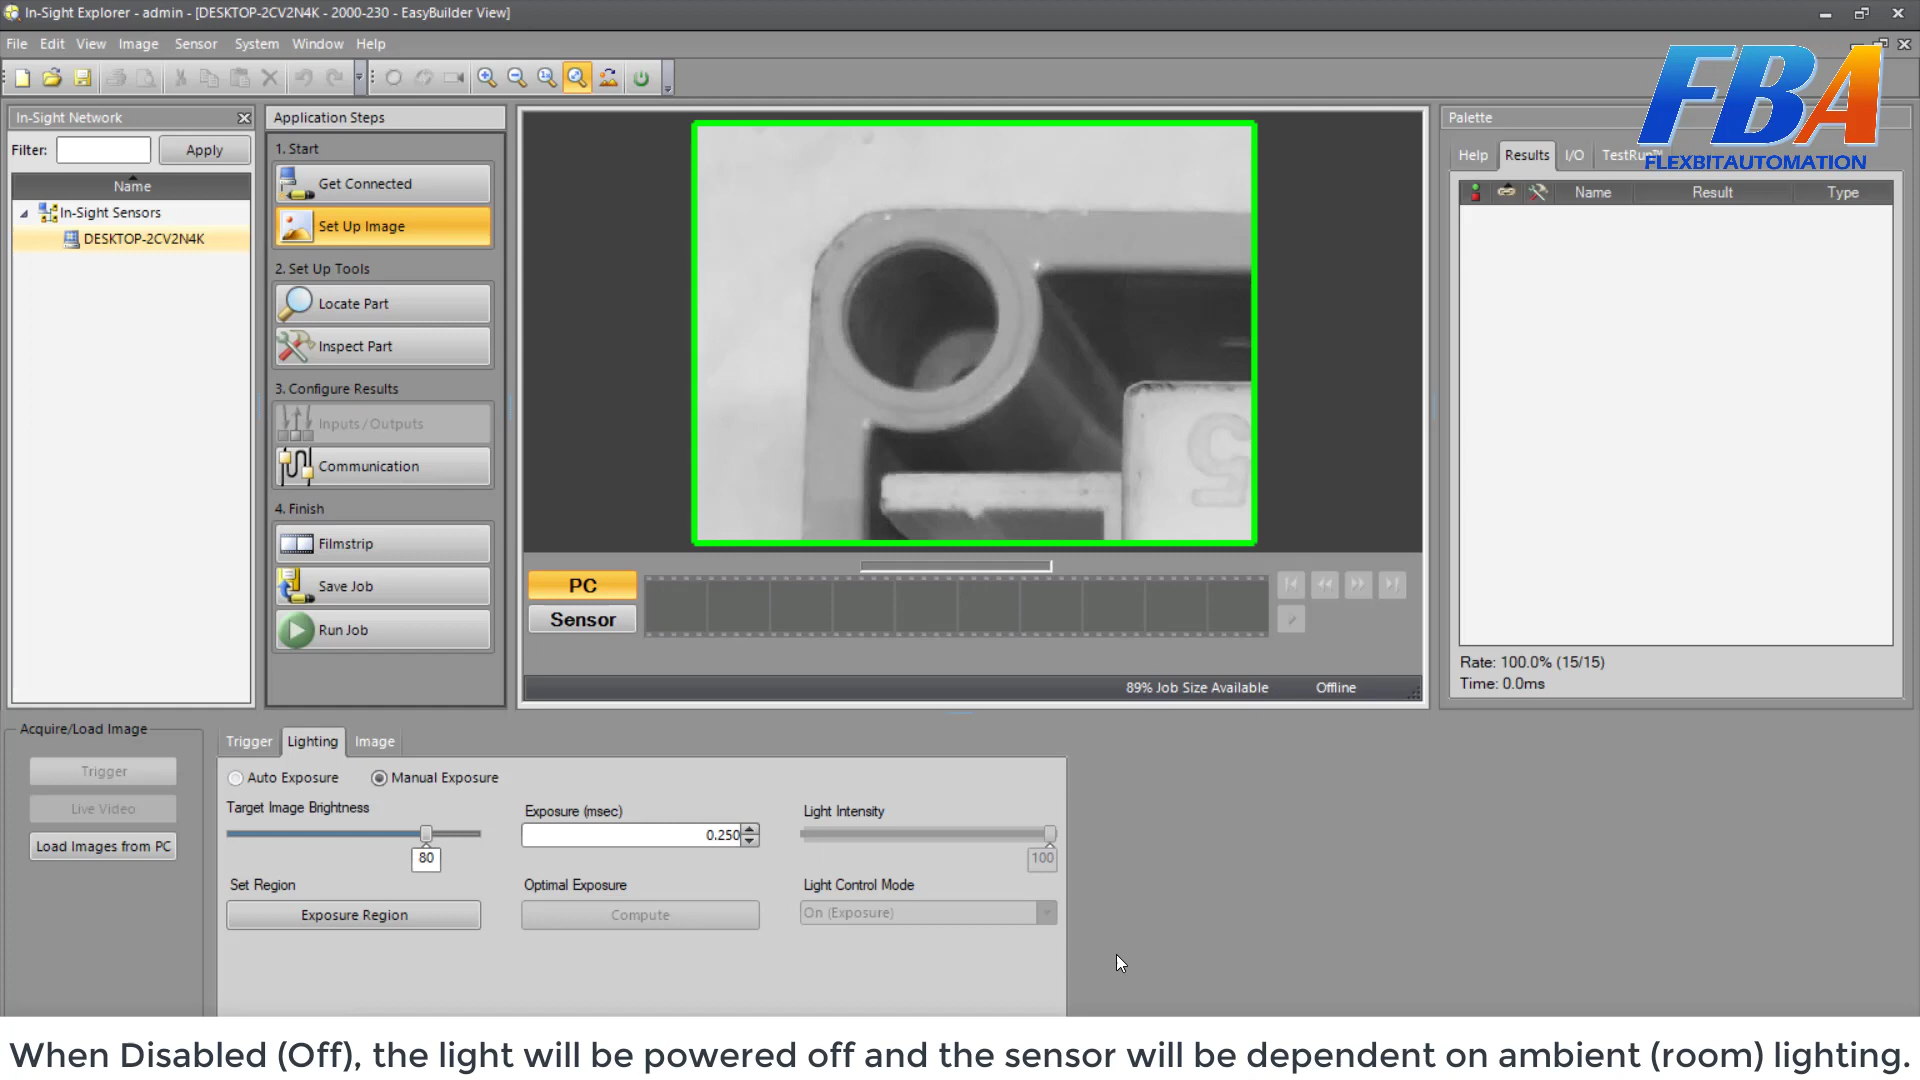 In-Sight Explorer - admin - [DESKTOP-2CV2N4K - 2000-230 - EasyBuilder View]
File Edit View Image Sensor System Window Help
FBA
FLEXBITAUTOMATION
In-Sight Network
Filter:
Apply
Name
In-Sight Sensors
DESKTOP-2CV2N4K
Application Steps
1. Start
Get Connected
Set Up Image
2. Set Up Tools
Locate Part
Inspect Part
3. Configure Results
Inputs / Outputs
Communication
4. Finish
Filmstrip
Save Job
Run Job
5
PC
Sensor
89% Job Size Available Offline
Palette
Help Results I/O TestRun™
Name Result Type
Rate: 100.0% (15/15)
Time: 0.0ms
Acquire/Load Image
Trigger
Live Video
Load Images from PC
Trigger Lighting Image
Auto Exposure Manual Exposure
Target Image Brightness
80
Exposure (msec)
0.250
Light Intensity
100
Set Region
Exposure Region
Optimal Exposure
Compute
Light Control Mode
On (Exposure)
When Disabled (Off), the light will be powered off and the sensor will be dependent on ambient (room) lighting.